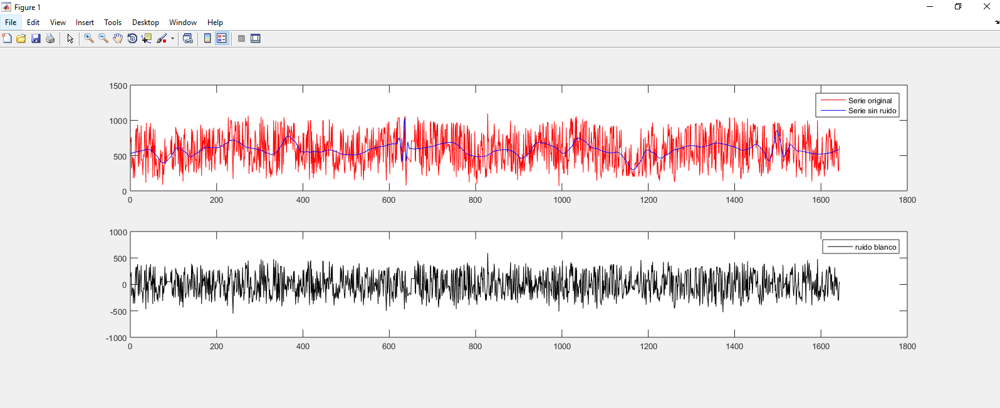 Figure 1
File Edit View Insert Tools Desktop Window Help
1500
1000
500
0
0 200 400 600 800 1000 1200 1400 1600 1800
Serie original
Serie sin ruido
1000
500
0
-500
-1000
0 200 400 600 800 1000 1200 1400 1600 1800
ruido blanco